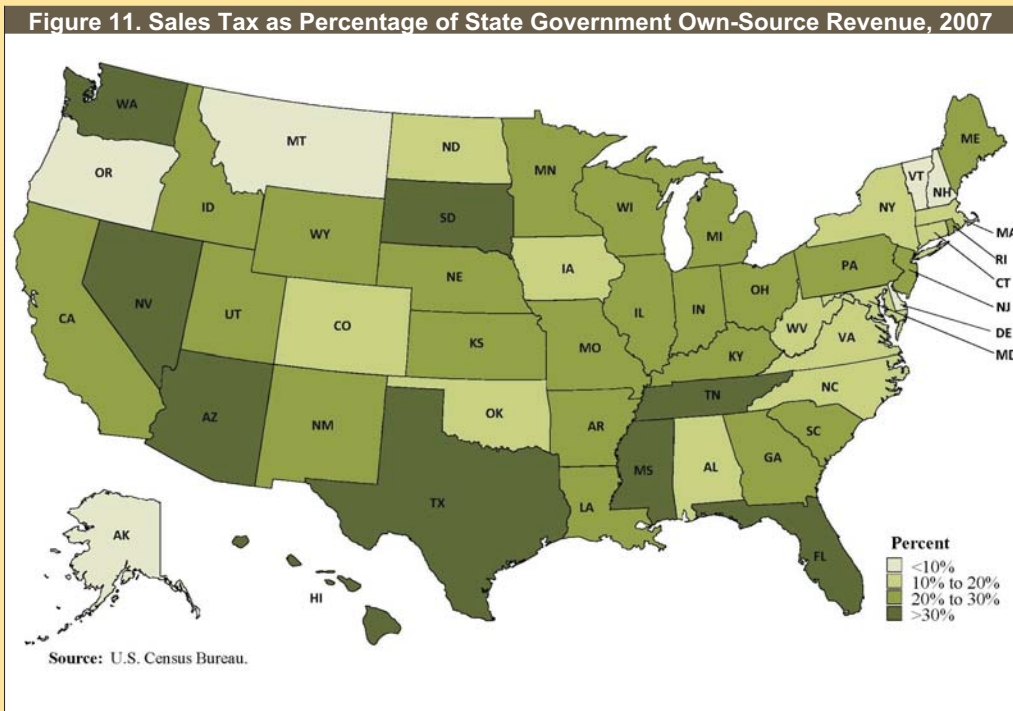 Figure 11. Sales Tax as Percentage of State Government Own-Source Revenue, 2007
WA
MT
ND
MN
ME
OR
ID
SD
WI
MI
VT
NH
NY
MA
WY
RI
IA
NE
PA
CT
NV
UT
CO
IL
IN
OH
NJ
CA
KS
MO
WV
VA
DE
KY
MD
AZ
NM
OK
AR
TN
NC
SC
TX
MS
AL
GA
LA
AK
HI
FL
Percent
<10%
10% to 20%
20% to 30%
>30%
Source: U.S. Census Bureau.